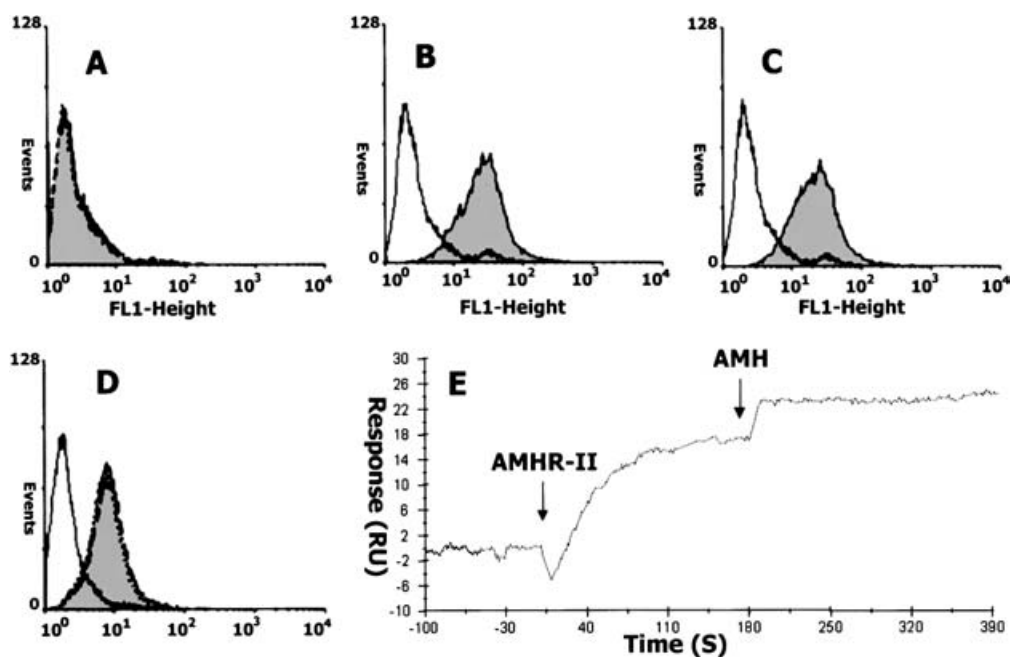 128
Events
0
A
10⁰ 10¹ 10² 10³ 10⁴
FL1-Height
128
Events
0
B
10⁰ 10¹ 10² 10³ 10⁴
FL1-Height
128
Events
0
C
10⁰ 10¹ 10² 10³ 10⁴
FL1-Height
128
Events
0
D
10⁰ 10¹ 10² 10³ 10⁴
FL1-Height
E
Response (RU)
30
26
22
18
14
10
6
2
-2
-6
-10
AMHR-II
AMH
-100 -30 40 110 180 250 320 390
Time (S)